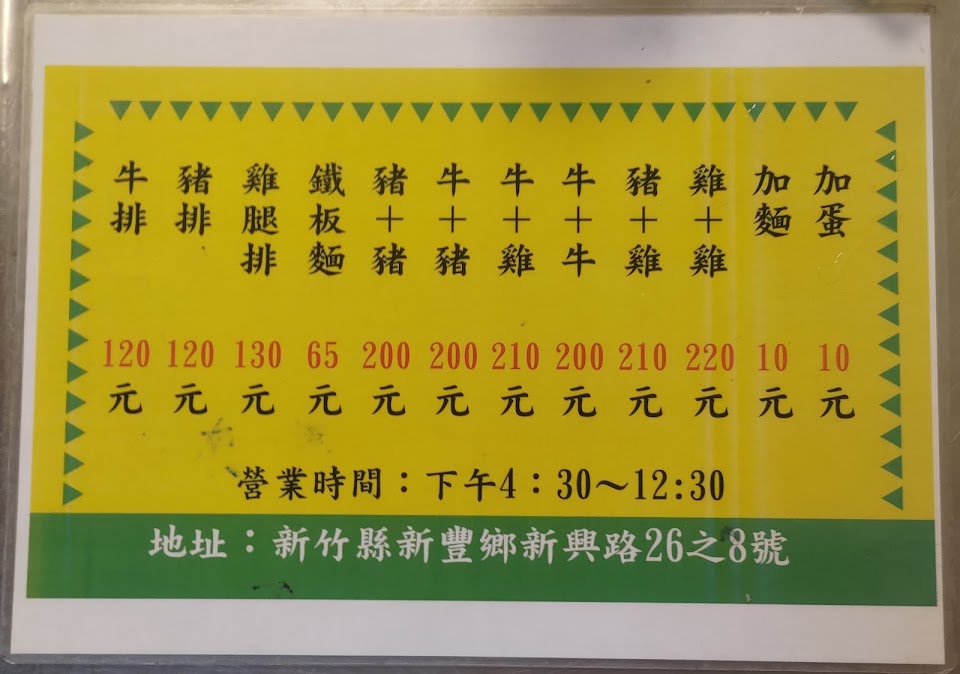 牛排 120元
豬排 120元
雞腿排 130元
鐵板麵 65元
豬+豬 200元
牛+豬 200元
牛+雞 210元
牛+牛 200元
豬+雞 210元
雞+雞 220元
加麵 10元
加蛋 10元
營業時間：下午4：30～12:30
地址：新竹縣新豐鄉新興路26之8號